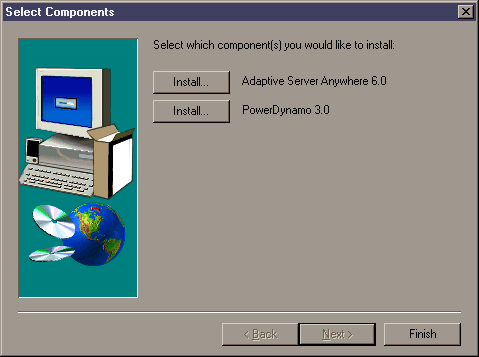 Select Components
Select which component(s) you would like to install:
Install... Adaptive Server Anywhere 6.0
Install... PowerDynamo 3.0
< Back Next > Finish